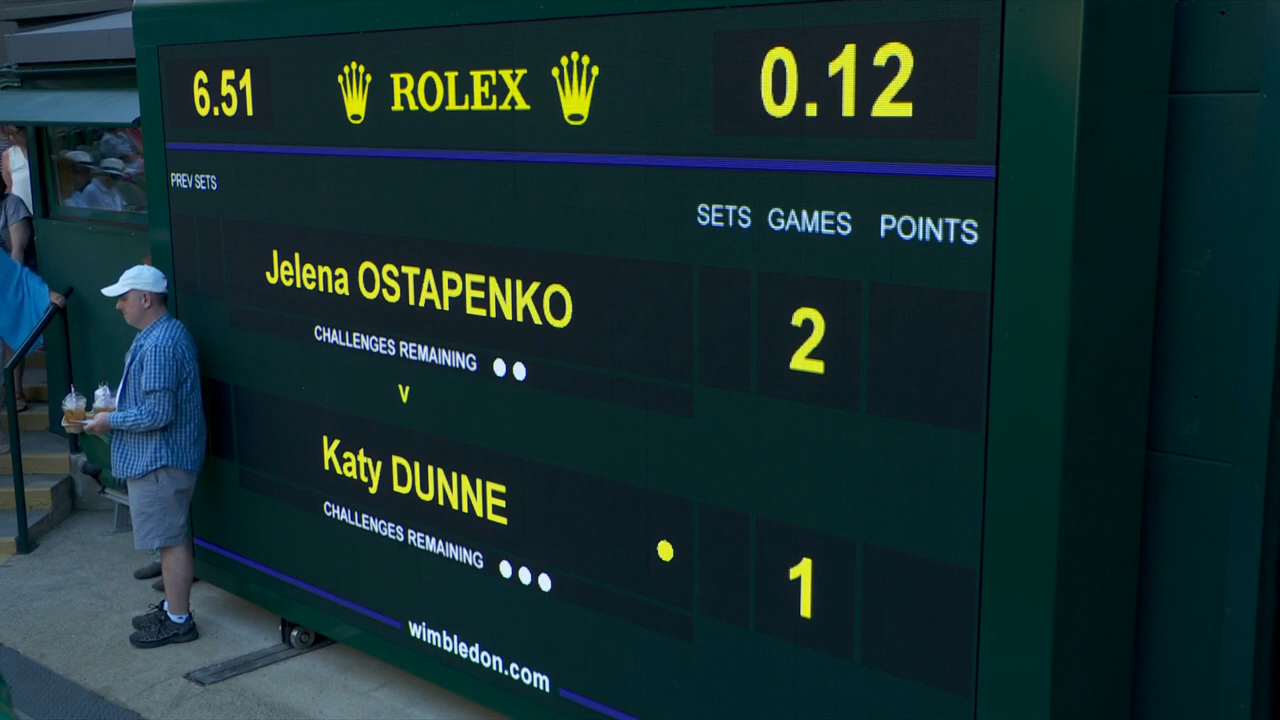 6.51 ROLEX 0.12
PREV SETS
SETS GAMES POINTS
Jelena OSTAPENKO 2
CHALLENGES REMAINING
v
Katy DUNNE 1
CHALLENGES REMAINING
wimbledon.com